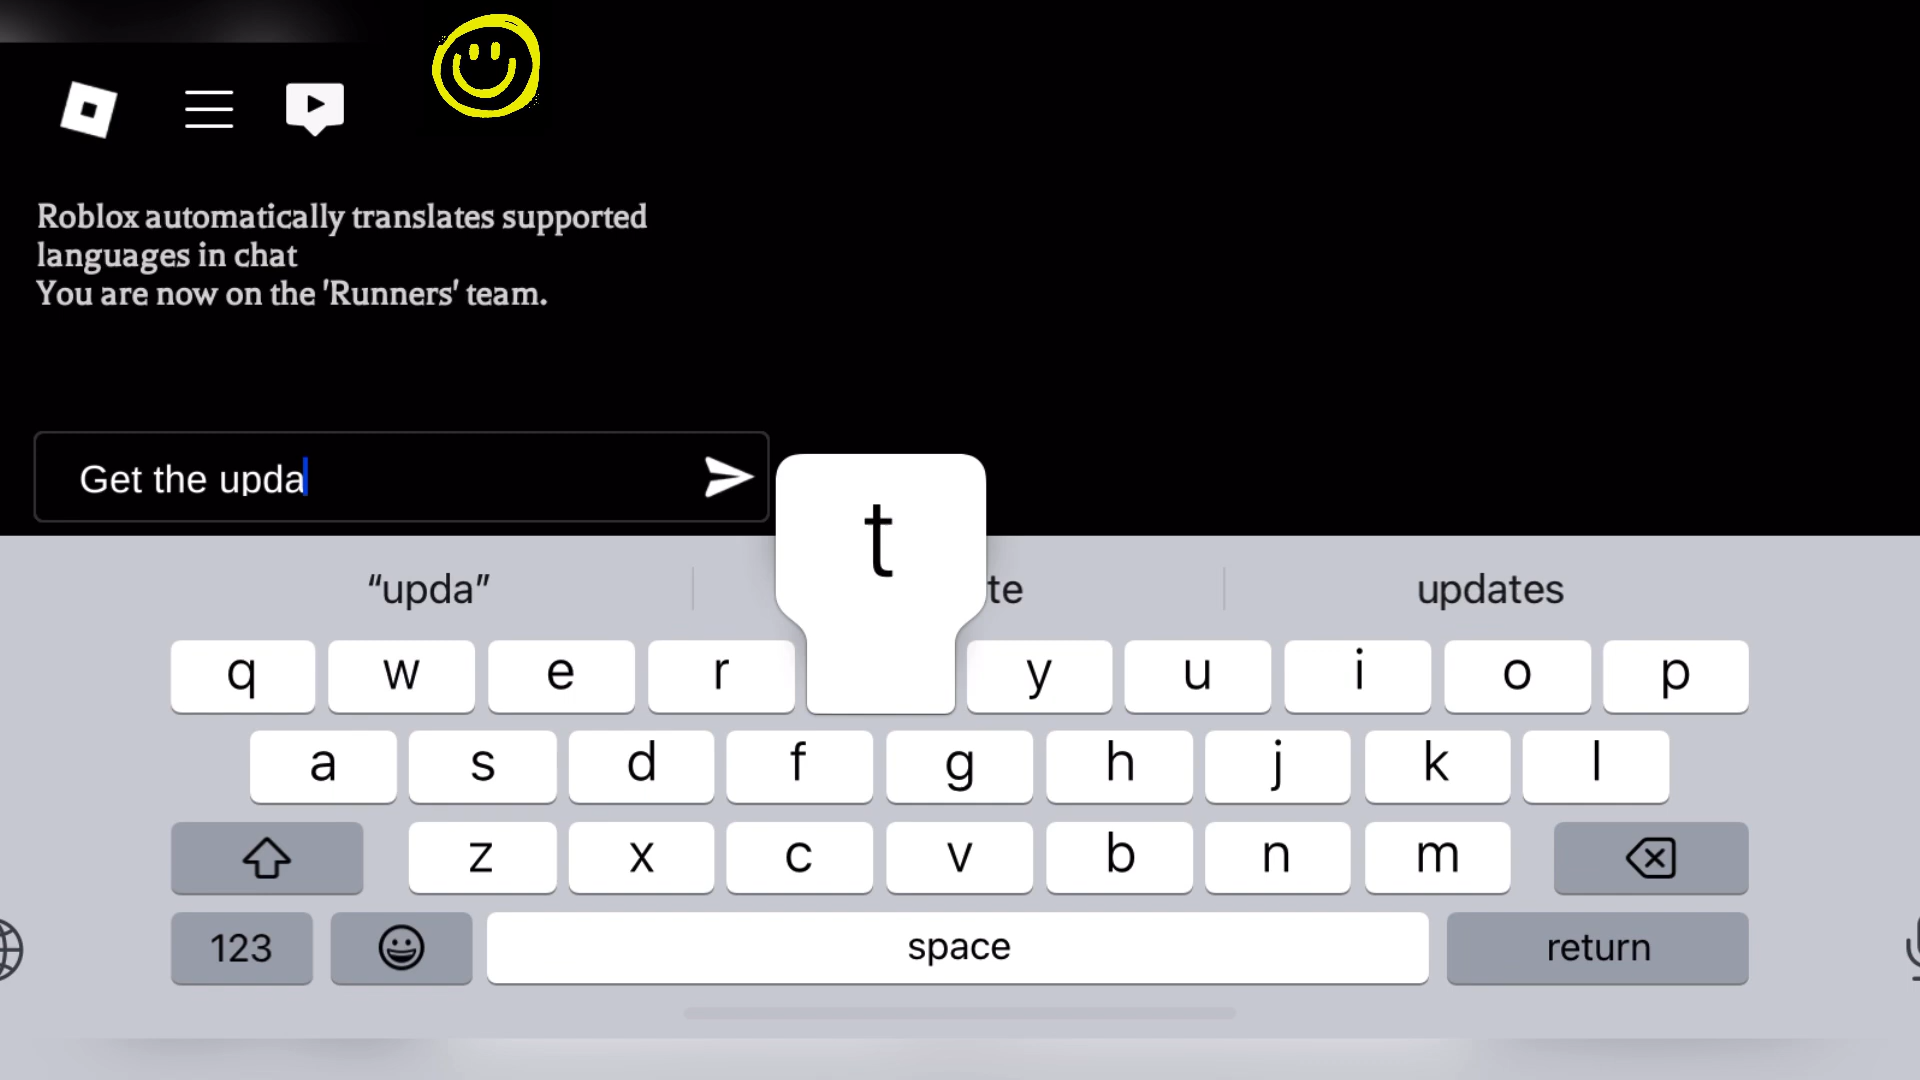 Roblox automatically translates supported
languages in chat
You are now on the 'Runners' team.
Get the upda
t
“upda”
te
updates
q w e r y u i o p
a s d f g h j k l
z x c v b n m
123
space
return